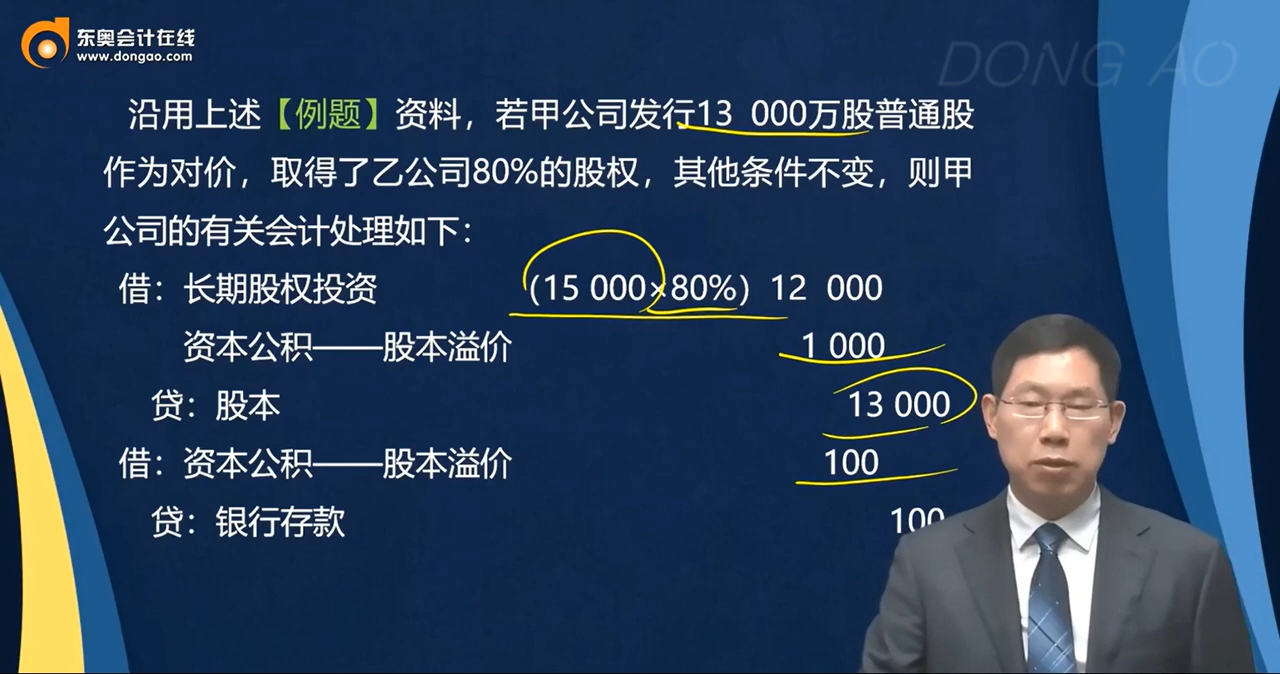 东奥会计在线
www.dongao.com
DONG AO
沿用上述【例题】资料，若甲公司发行13 000万股普通股
作为对价，取得了乙公司80%的股权，其他条件不变，则甲
公司的有关会计处理如下：
借：长期股权投资 (15 000×80%) 12 000
资本公积——股本溢价 1 000
贷：股本 13 000
借：资本公积——股本溢价 100
贷：银行存款 100